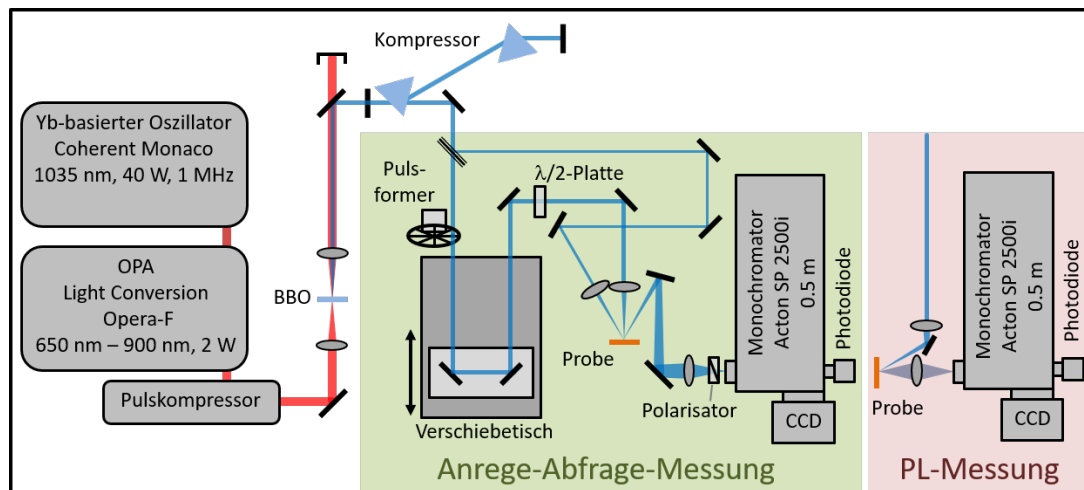 Kompressor
Yb-basierter Oszillator
Coherent Monaco
1035 nm, 40 W, 1 MHz
OPA
Light Conversion
Opera-F
650 nm – 900 nm, 2 W
Pulskompressor
BBO
Puls-
former
λ/2-Platte
Probe
Verschiebetisch
Polarisator
Monochromator
Acton SP 2500i
0.5 m
Photodiode
CCD
Anrege-Abfrage-Messung
Monochromator
Acton SP 2500i
0.5 m
Photodiode
Probe
CCD
PL-Messung